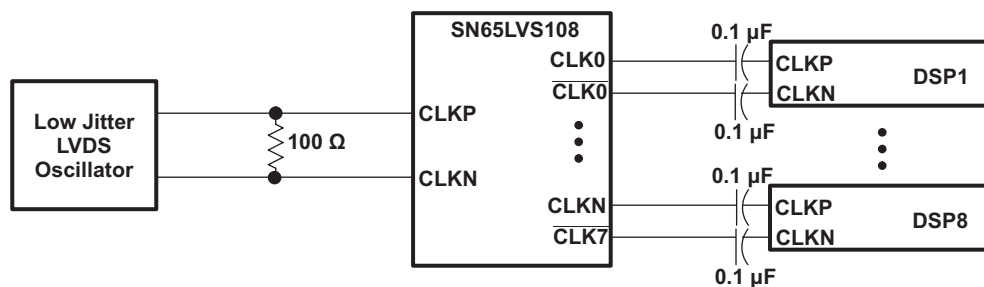 SN65LVS108
0.1 µF
CLK0
CLKP
DSP1
CLK0
CLKN
0.1 µF
Low Jitter
LVDS
Oscillator
100 Ω
CLKP
CLKN
0.1 µF
CLKN
CLKP
DSP8
CLK7
CLKN
0.1 µF